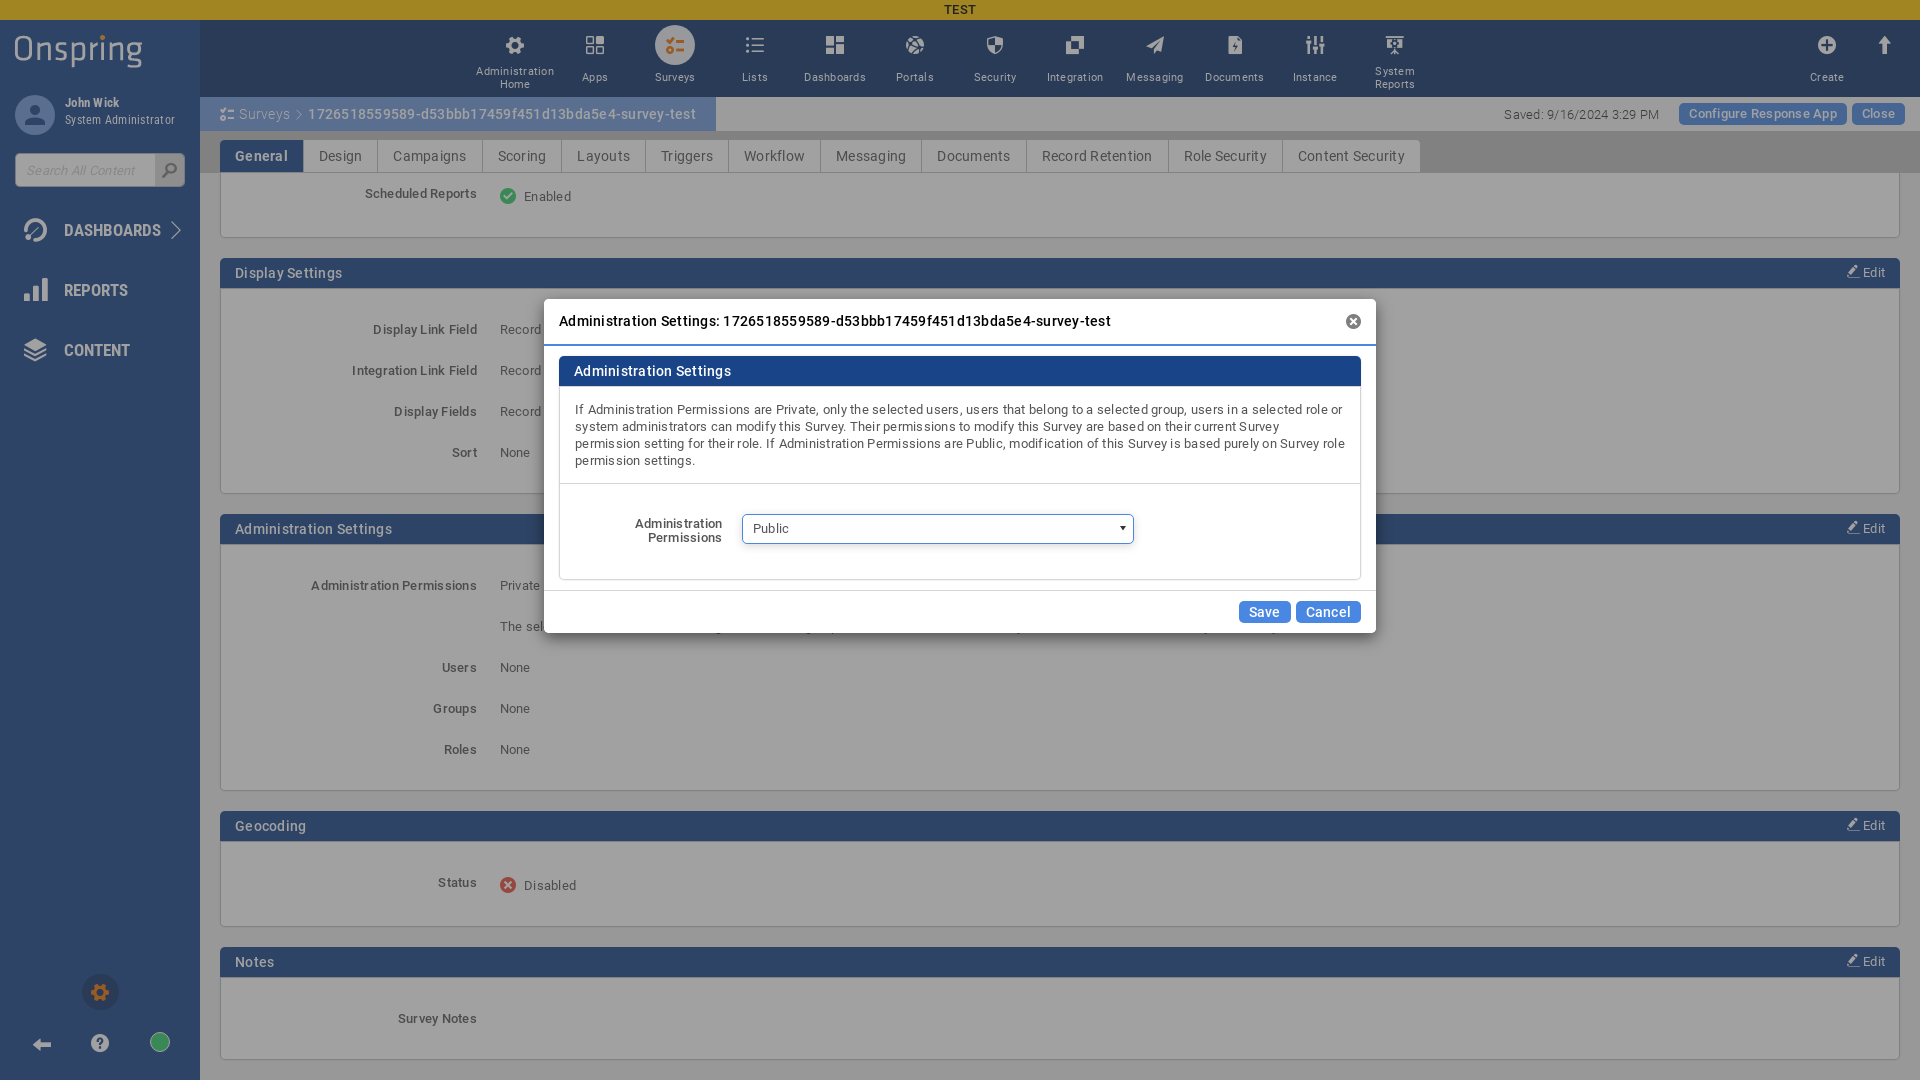 TEST
Onspring
John Wick
System Administrator
Search All Content
DASHBOARDS
REPORTS
CONTENT
Administration
Home
Apps
Surveys
Lists
Dashboards
Portals
Security
Integration
Messaging
Documents
Instance
System
Reports
Create
Surveys
1726518559589-d53bbb17459f451d13bda5e4-survey-test
Saved: 9/16/2024 3:29 PM
Configure Response App
Close
General
Design
Campaigns
Scoring
Layouts
Triggers
Workflow
Messaging
Documents
Record Retention
Role Security
Content Security
Scheduled Reports
Enabled
Display Settings
Edit
Display Link Field
Record
Integration Link Field
Record
Display Fields
Record
Sort
None
Administration Settings
Edit
Administration Permissions
Private
The sel
Users
None
Groups
None
Roles
None
Geocoding
Edit
Status
Disabled
Notes
Edit
Survey Notes
Administration Settings: 1726518559589-d53bbb17459f451d13bda5e4-survey-test
Administration Settings
If Administration Permissions are Private, only the selected users, users that belong to a selected group, users in a selected role or
system administrators can modify this Survey. Their permissions to modify this Survey are based on their current Survey
permission setting for their role. If Administration Permissions are Public, modification of this Survey is based purely on Survey role
permission settings.
Administration
Permissions
Public
Save
Cancel